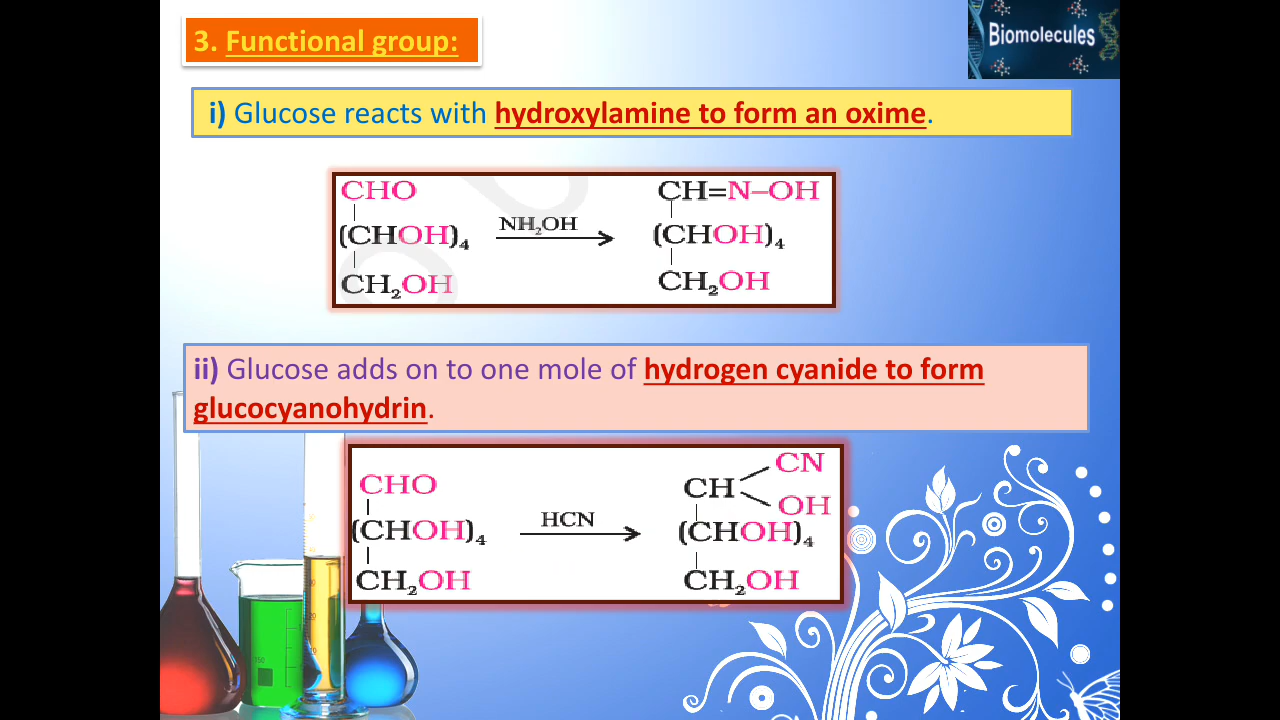 3. Functional group:
Biomolecules
i) Glucose reacts with hydroxylamine to form an oxime.
CHO
(CHOH)₄
CH₂OH
NH₂OH
CH=N–OH
(CHOH)₄
CH₂OH
ii) Glucose adds on to one mole of hydrogen cyanide to form
glucocyanohydrin.
CHO
(CHOH)₄
CH₂OH
HCN
CN
CH
OH
(CHOH)₄
CH₂OH